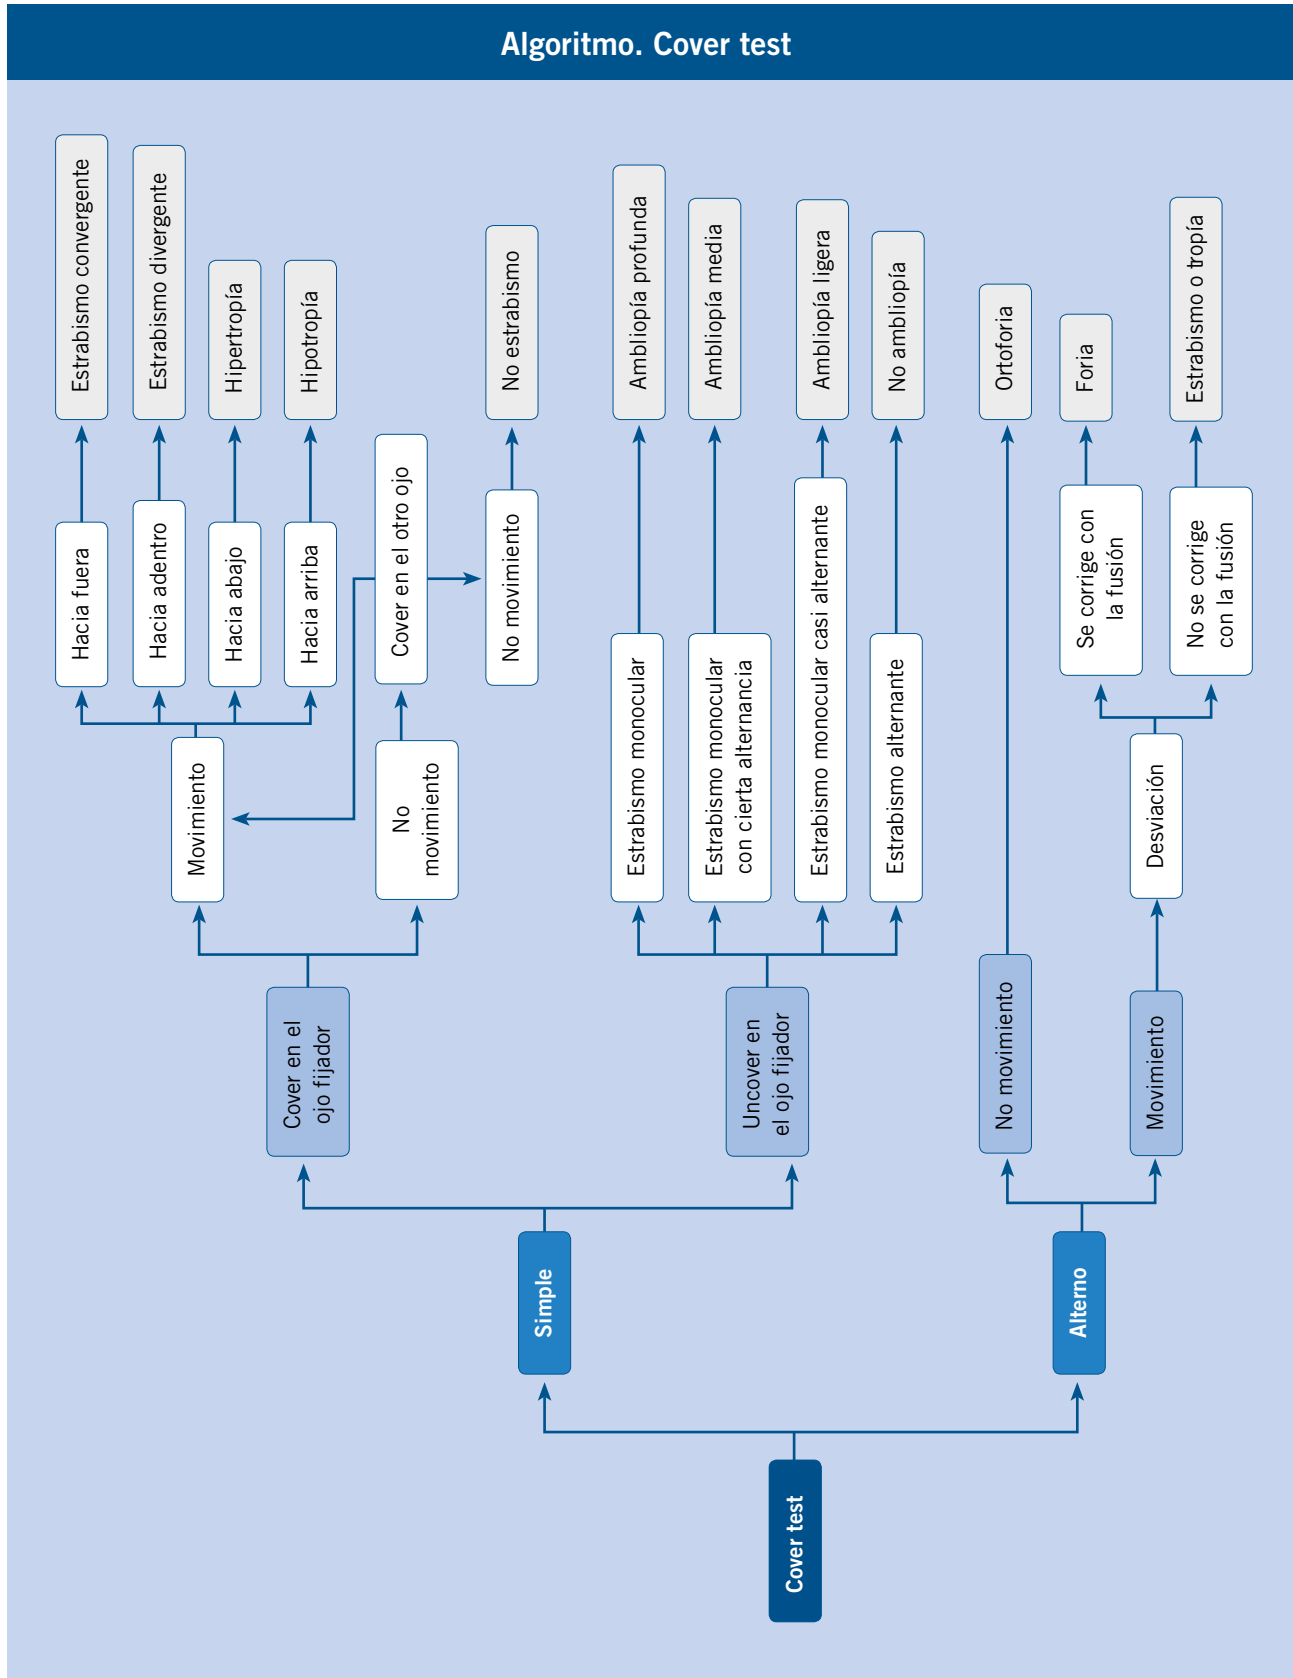 Algoritmo. Cover test
Cover test
Simple
Cover en el
ojo fijador
Movimiento
Hacia fuera
Estrabismo convergente
Hacia adentro
Estrabismo divergente
Hacia abajo
Hipertropía
Hacia arriba
Hipotropía
No
movimiento
Cover en el otro ojo
No movimiento
No estrabismo
Uncover en
el ojo fijador
Estrabismo monocular
Ambliopía profunda
Estrabismo monocular
con cierta alternancia
Ambliopía media
Estrabismo monocular casi alternante
Ambliopía ligera
Estrabismo alternante
No ambliopía
Alterno
No movimiento
Ortoforia
Movimiento
Desviación
Se corrige con
la fusión
Foria
No se corrige
con la fusión
Estrabismo o tropía